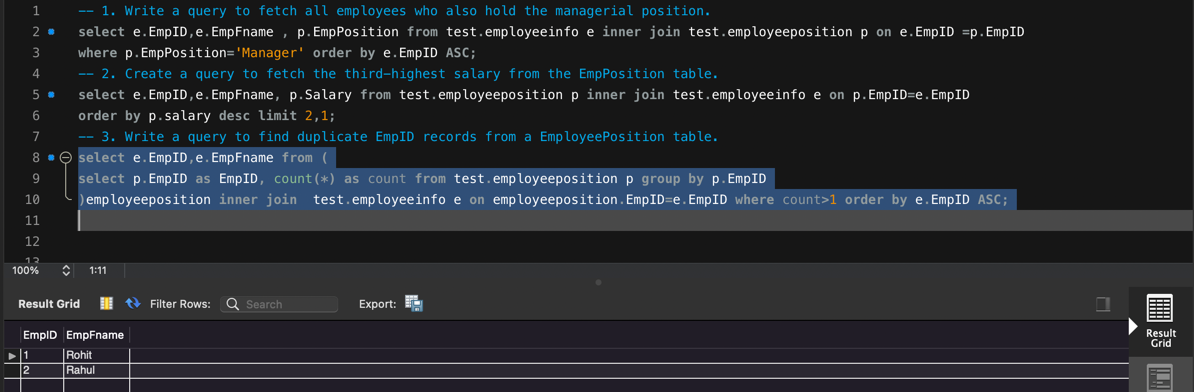 1 -- 1. Write a query to fetch all employees who also hold the managerial position.
2 select e.EmpID,e.EmpFname , p.EmpPosition from test.employeeinfo e inner join test.employeeposition p on e.EmpID =p.EmpID
3 where p.EmpPosition='Manager' order by e.EmpID ASC;
4 -- 2. Create a query to fetch the third-highest salary from the EmpPosition table.
5 select e.EmpID,e.EmpFname, p.Salary from test.employeeposition p inner join test.employeeinfo e on p.EmpID=e.EmpID
6 order by p.salary desc limit 2,1;
7 -- 3. Write a query to find duplicate EmpID records from a EmployeePosition table.
8 select e.EmpID,e.EmpFname from (
9 select p.EmpID as EmpID, count(*) as count from test.employeeposition p group by p.EmpID
10 )employeeposition inner join  test.employeeinfo e on employeeposition.EmpID=e.EmpID where count>1 order by e.EmpID ASC;
11
12
13
100% 1:11
Result Grid Filter Rows: Search Export:
EmpID EmpFname
1 Rohit
2 Rahul
Result
Grid